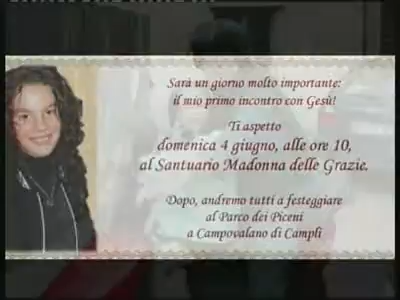 Sarà un giorno molto importante:
il mio primo incontro con Gesù!
Ti aspetto
domenica 4 giugno, alle ore 10,
al Santuario Madonna delle Grazie.
Dopo, andremo tutti a festeggiare
al Parco dei Piceni
a Campovalano di Campli